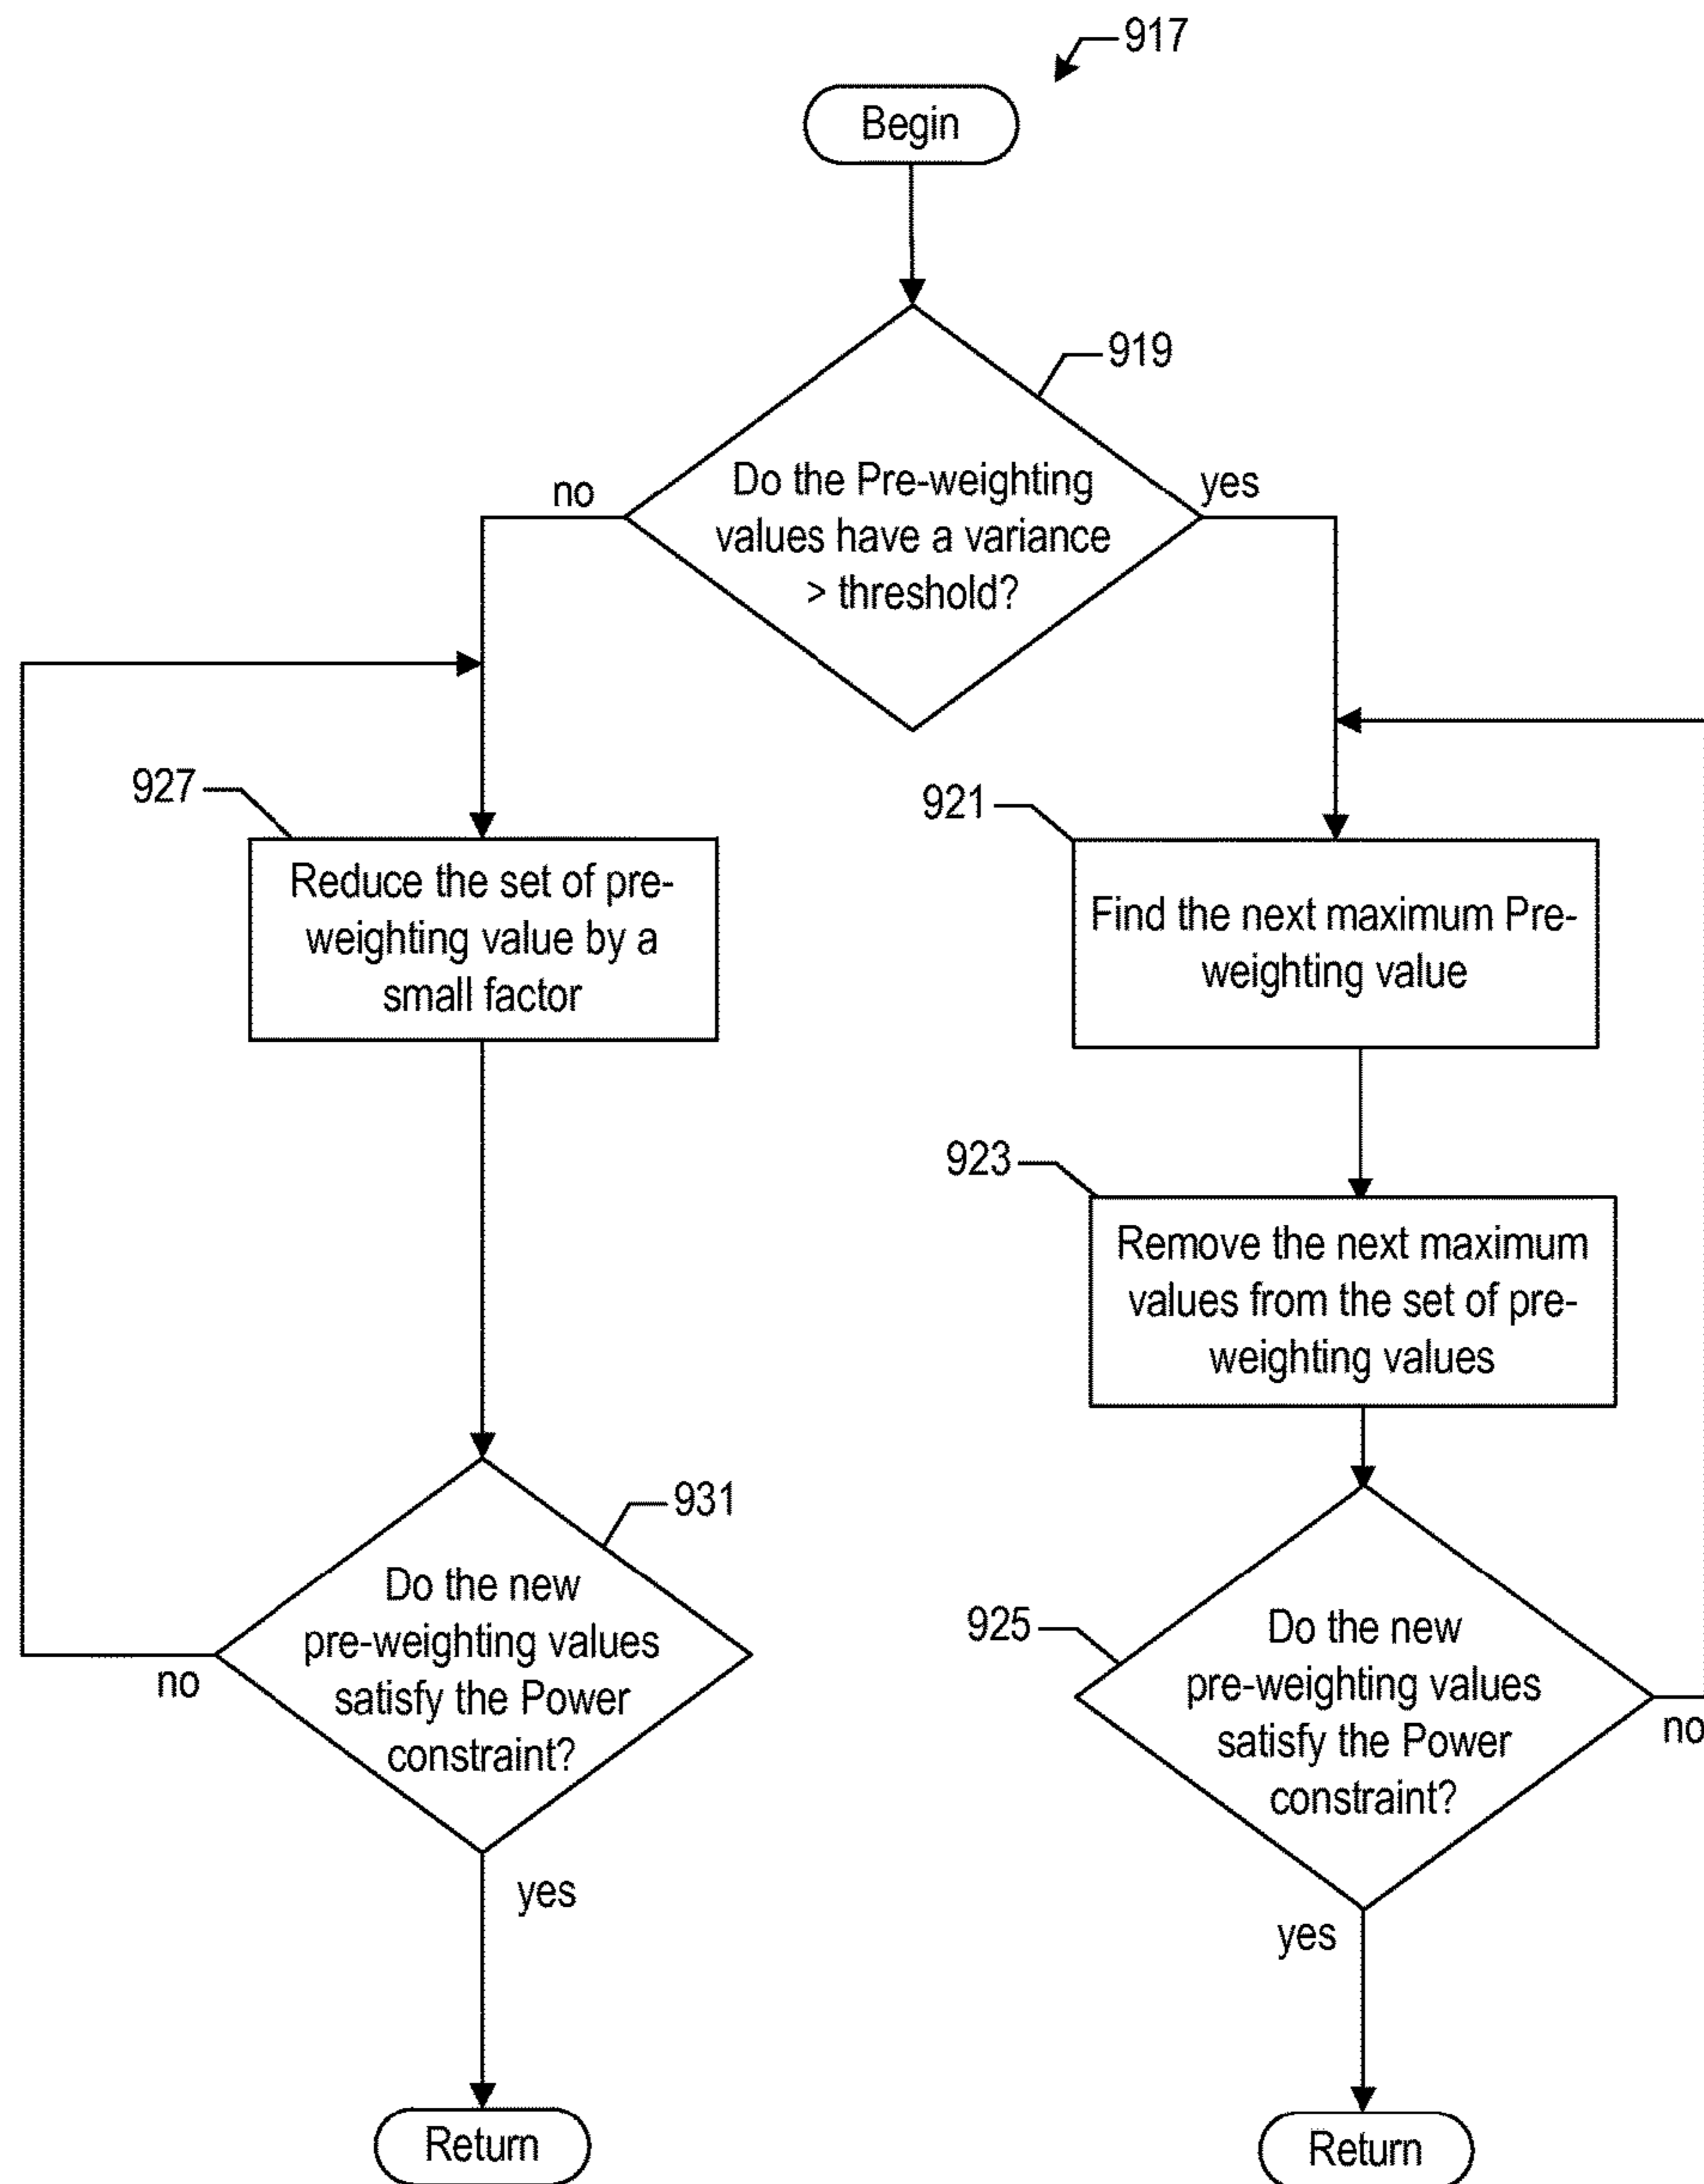 917
Begin
919
Do the Pre-weighting
values have a variance
> threshold?
no
yes
927
Reduce the set of pre-
weighting value by a
small factor
921
Find the next maximum Pre-
weighting value
923
Remove the next maximum
values from the set of pre-
weighting values
931
Do the new
pre-weighting values
satisfy the Power
constraint?
no
yes
925
Do the new
pre-weighting values
satisfy the Power
constraint?
no
yes
Return
Return